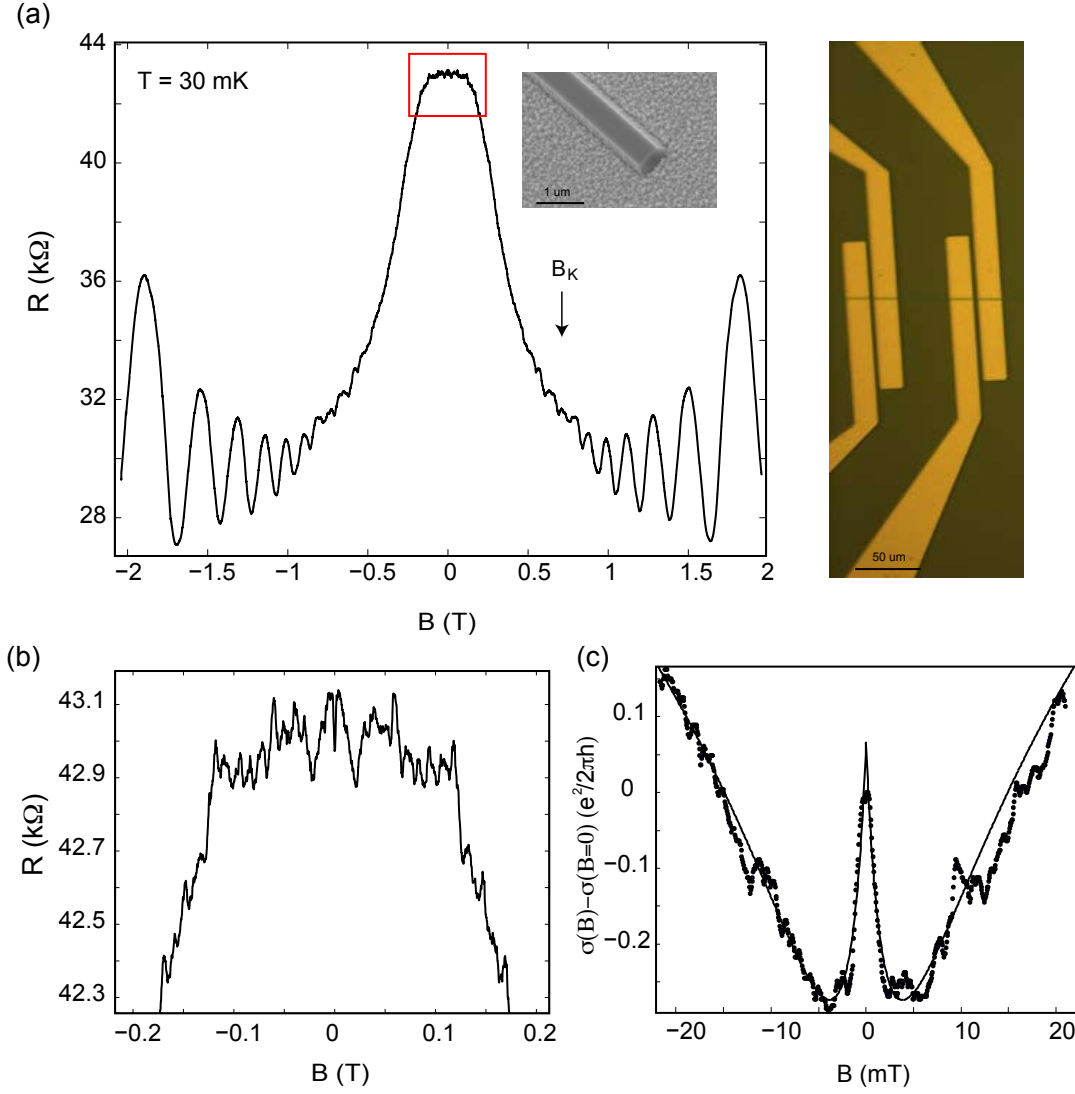 (a)
44
40
36
32
28
R (kΩ)
T = 30 mK
1 um
B_K
−2 −1.5 −1 −0.5 0 0.5 1 1.5 2
B (T)
50 um
(b)
43.1
42.9
42.7
42.5
42.3
R (kΩ)
−0.2 −0.1 0 0.1 0.2
B (T)
(c)
0.1
0
−0.1
−0.2
σ(B)−σ(B=0) (e²/2πh)
−20 −10 0 10 20
B (mT)